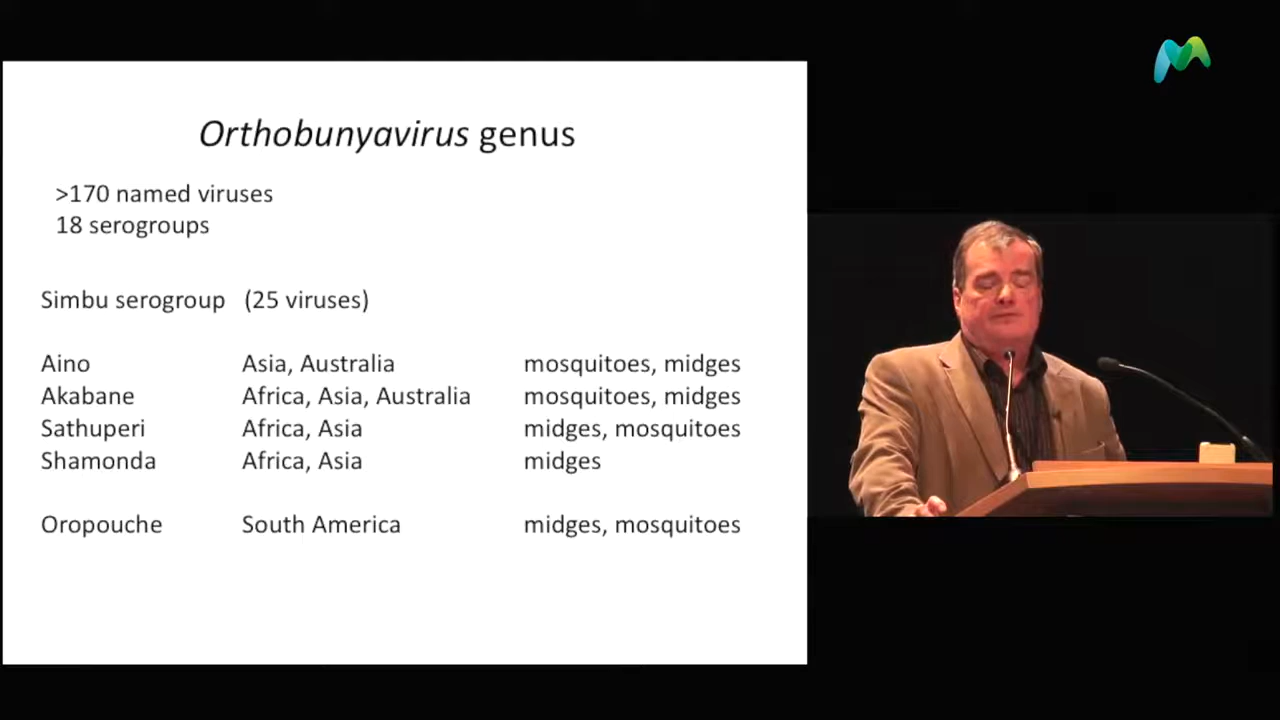 Orthobunyavirus genus
>170 named viruses
18 serogroups
Simbu serogroup (25 viruses)
Aino Asia, Australia mosquitoes, midges
Akabane Africa, Asia, Australia mosquitoes, midges
Sathuperi Africa, Asia midges, mosquitoes
Shamonda Africa, Asia midges
Oropouche South America midges, mosquitoes